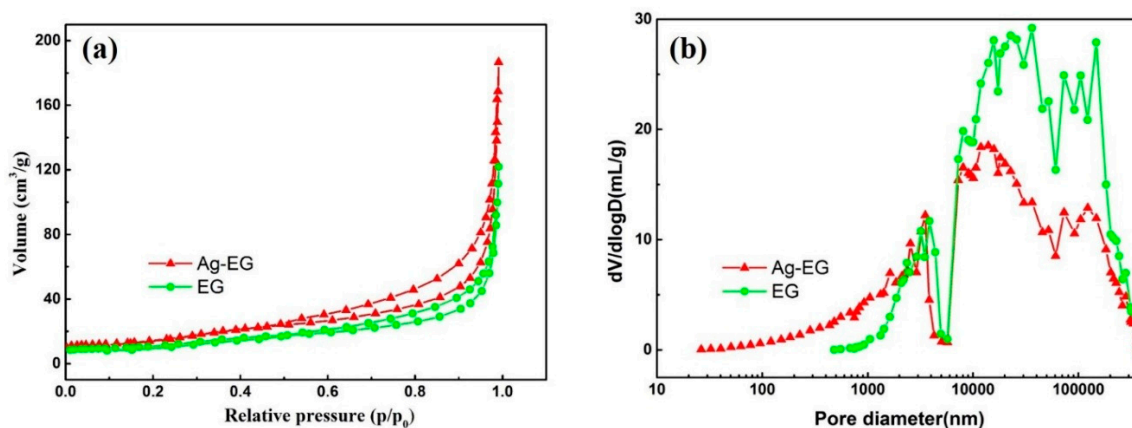 (a)
Volume (cm³/g)
200
160
120
80
40
0
Ag-EG
EG
0.0 0.2 0.4 0.6 0.8 1.0
Relative pressure (p/p₀)
(b)
dV/dlogD(mL/g)
30
20
10
0
Ag-EG
EG
10 100 1000 10000 100000
Pore diameter(nm)